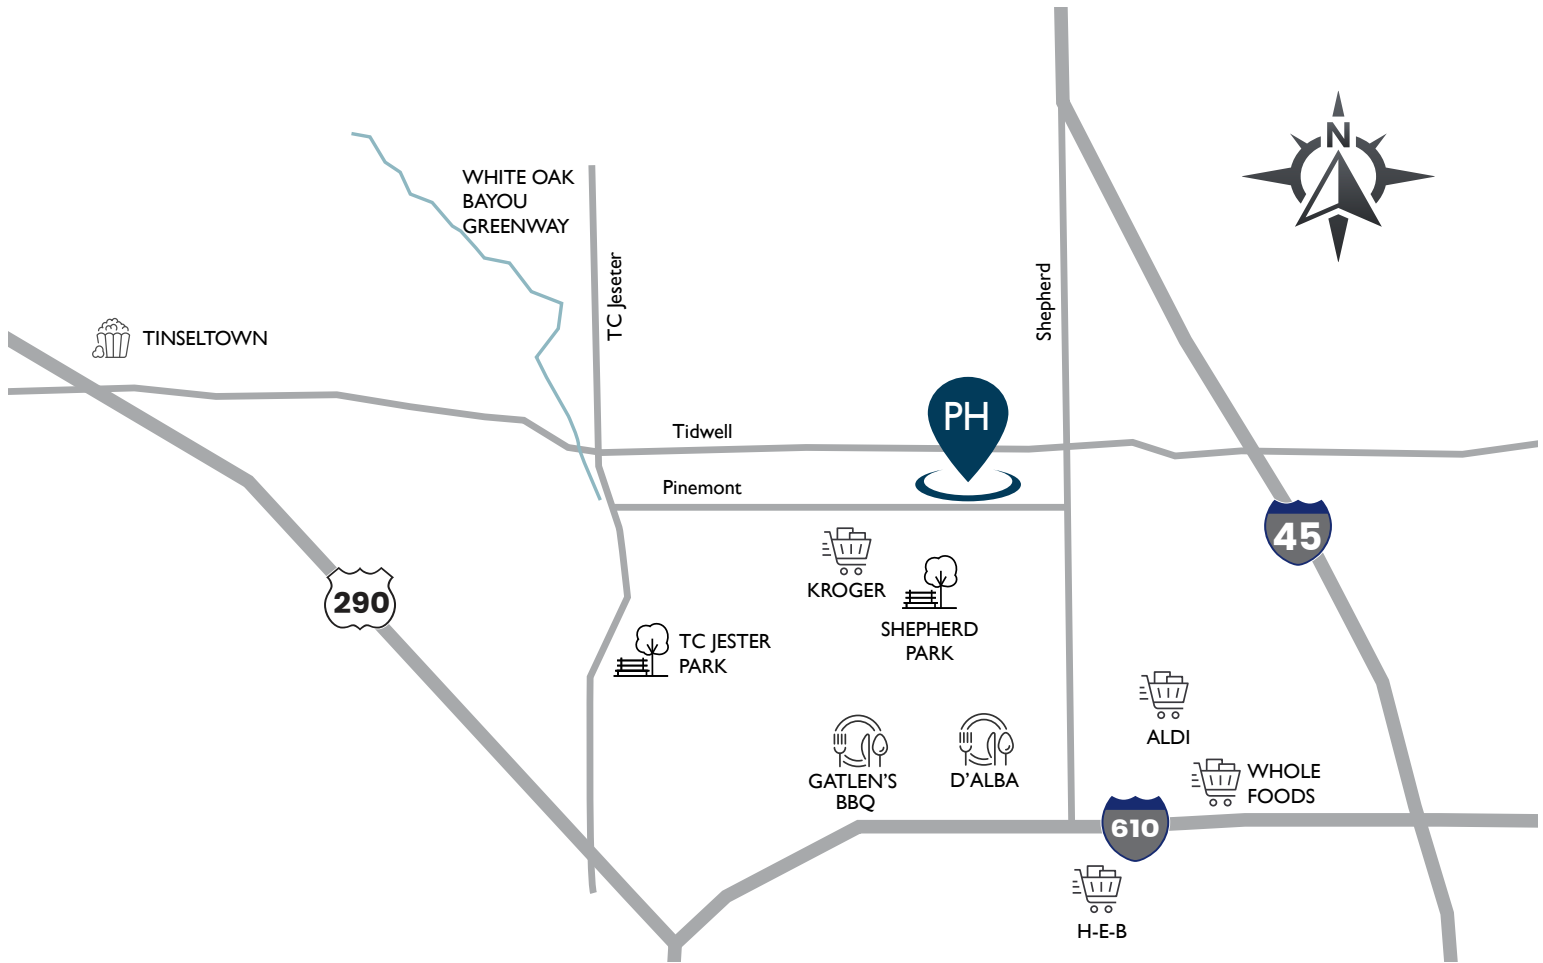 N
WHITE OAK
BAYOU
GREENWAY
TC Jeseter
Shepherd
TINSELTOWN
PH
Tidwell
Pinemont
45
290
KROGER
SHEPHERD
PARK
TC JESTER
PARK
ALDI
GATLEN'S
BBQ
D'ALBA
WHOLE
FOODS
610
H-E-B